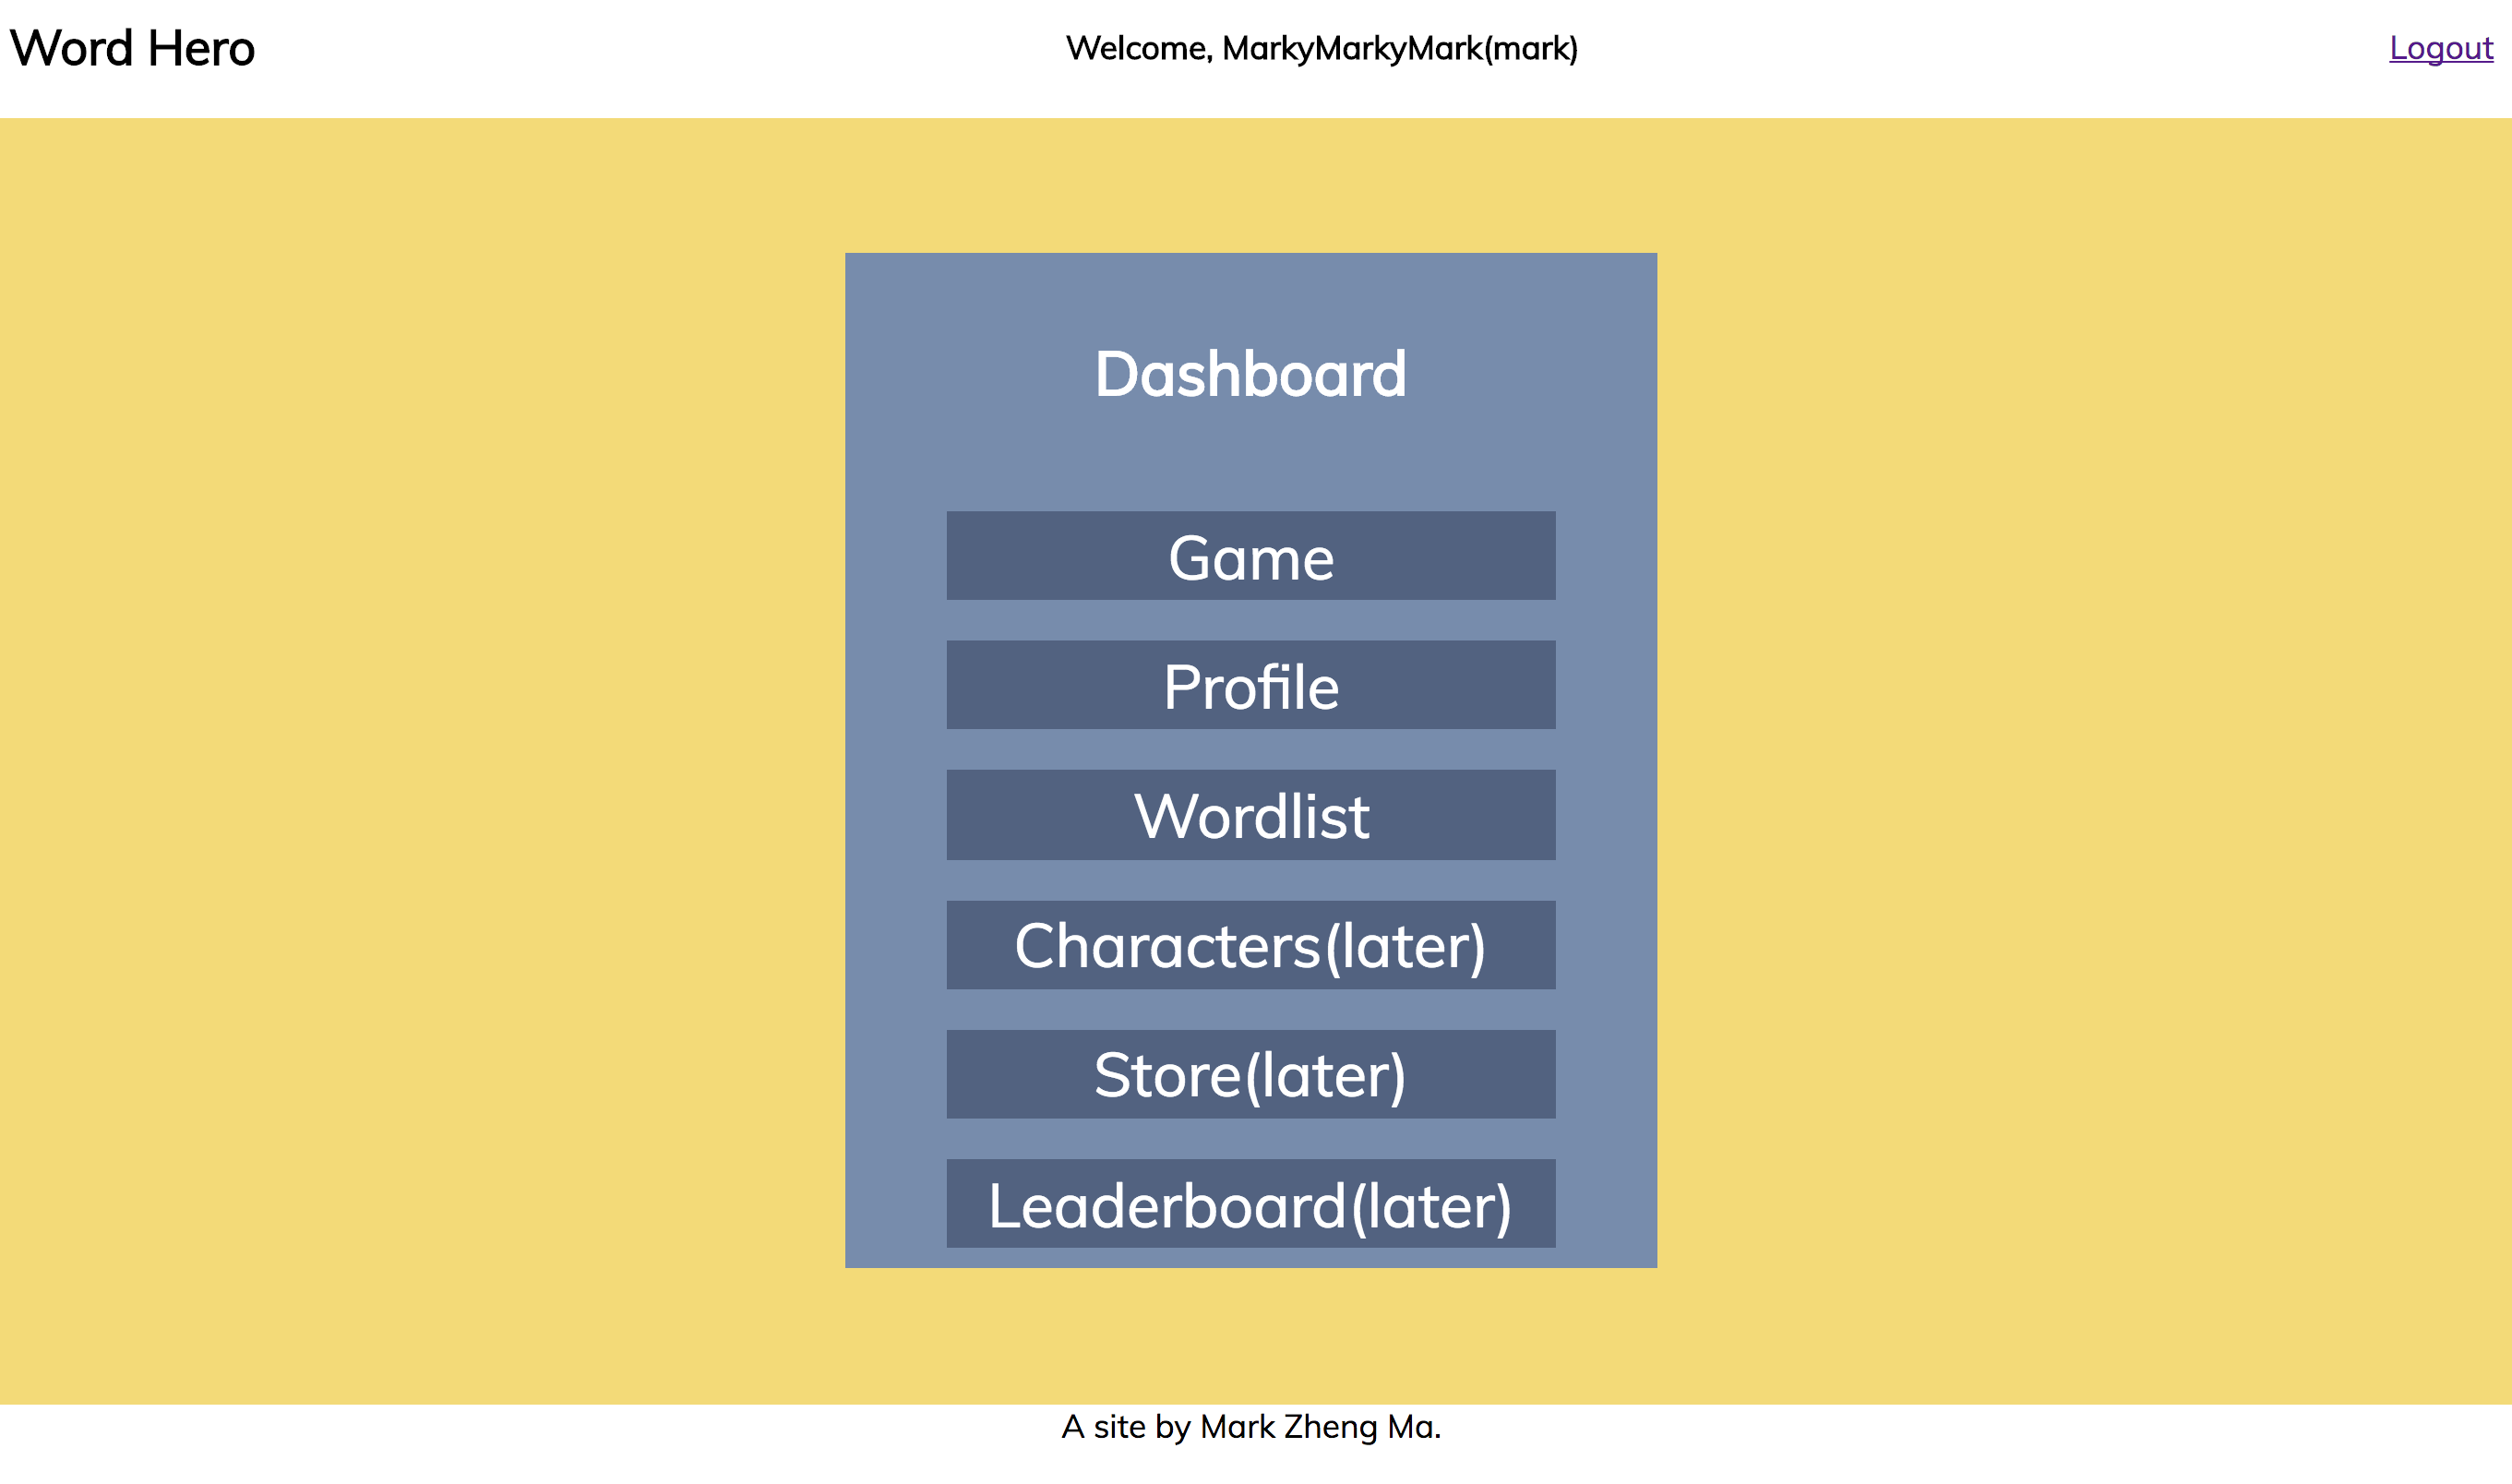 Word Hero
Welcome, MarkyMarkyMark(mark)
Logout
Dashboard
Game
Profile
Wordlist
Characters(later)
Store(later)
Leaderboard(later)
A site by Mark Zheng Ma.